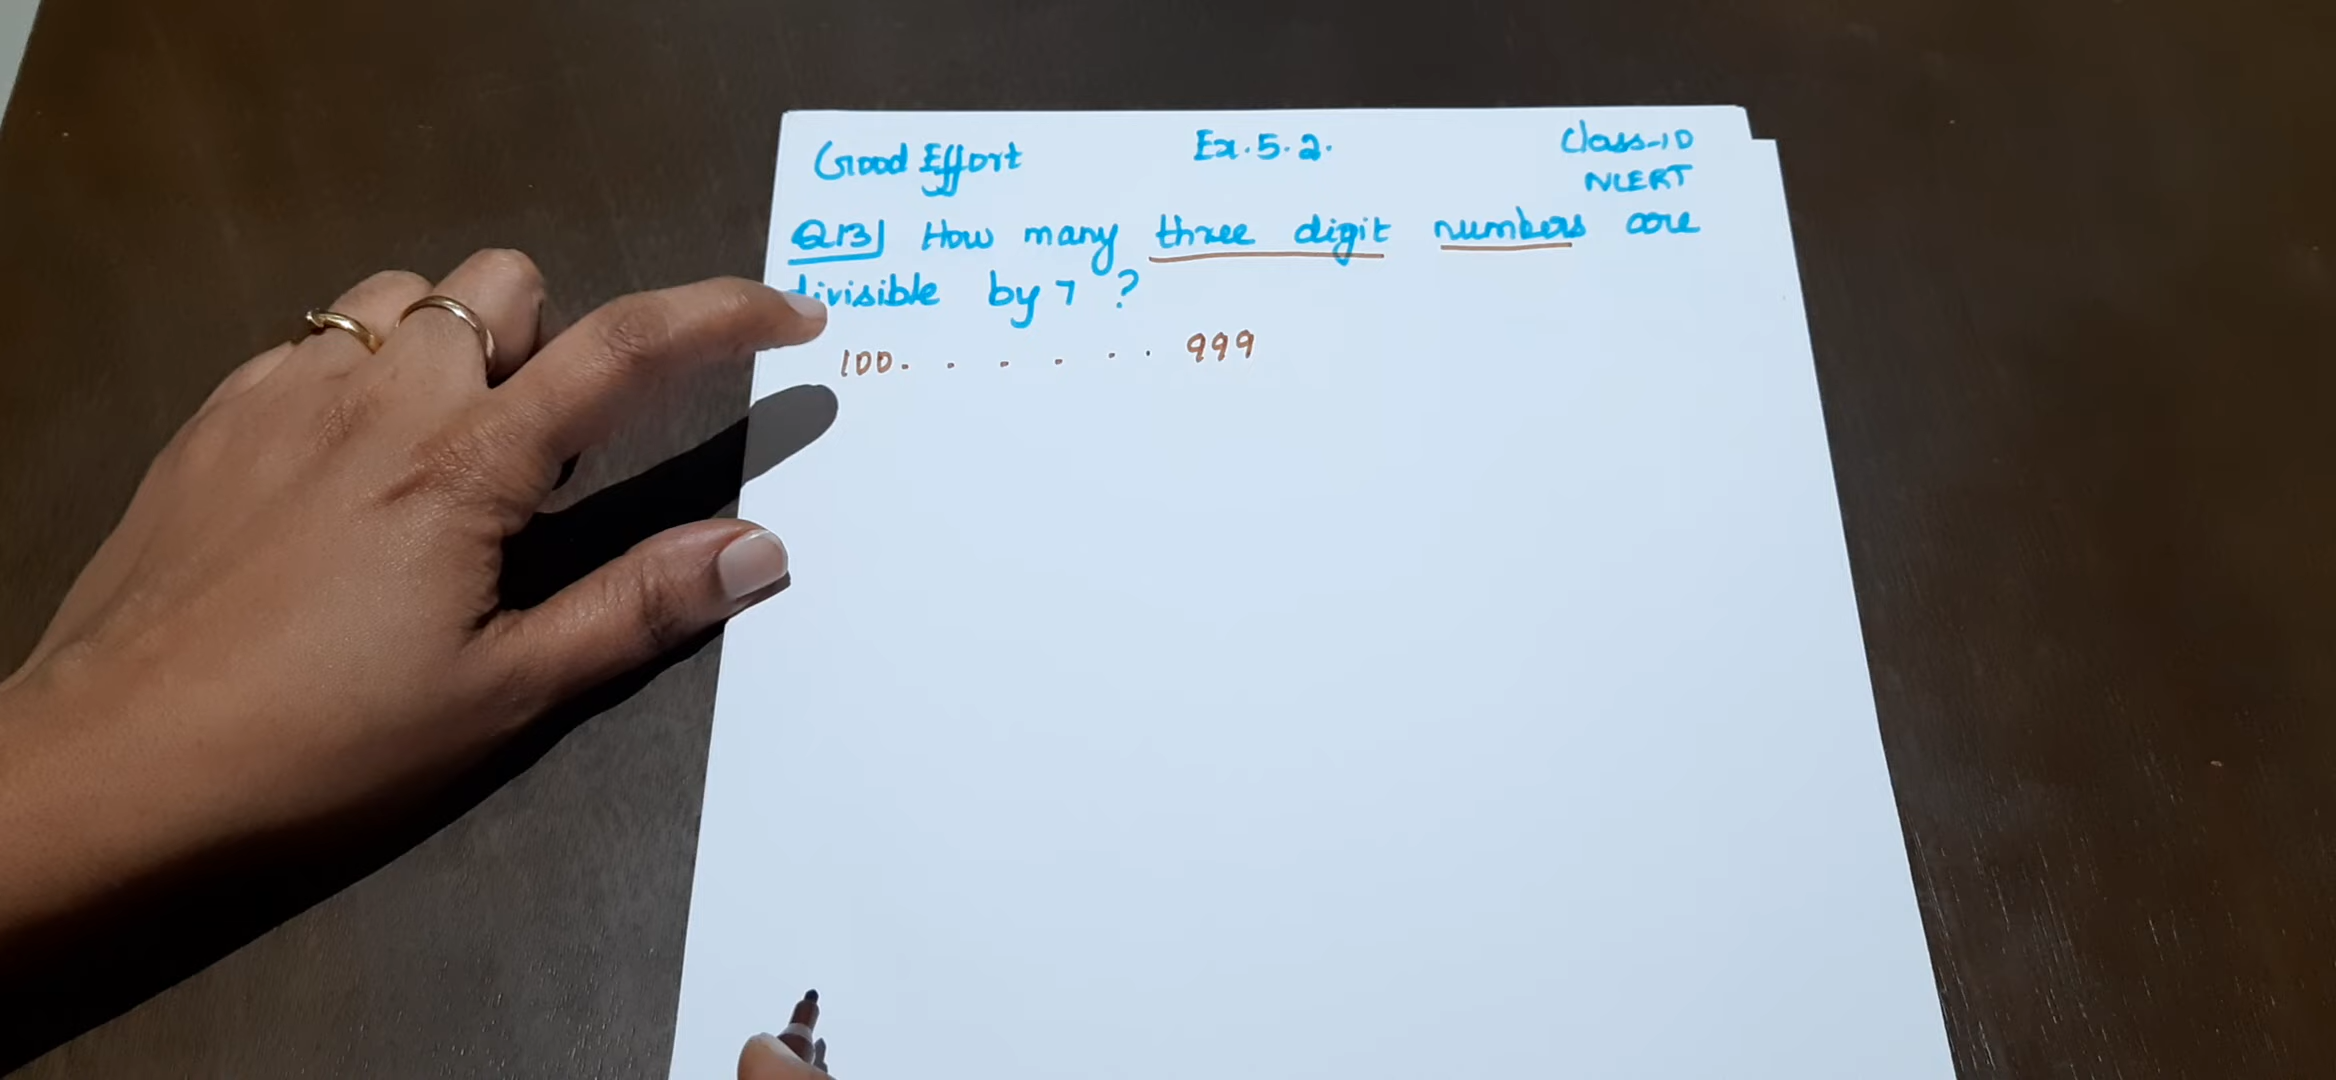 Good Effort Ex. 5.2. Class-10
NCERT
Q13] How many three digit numbers are
divisible by 7 ?
100. . . . . . 999